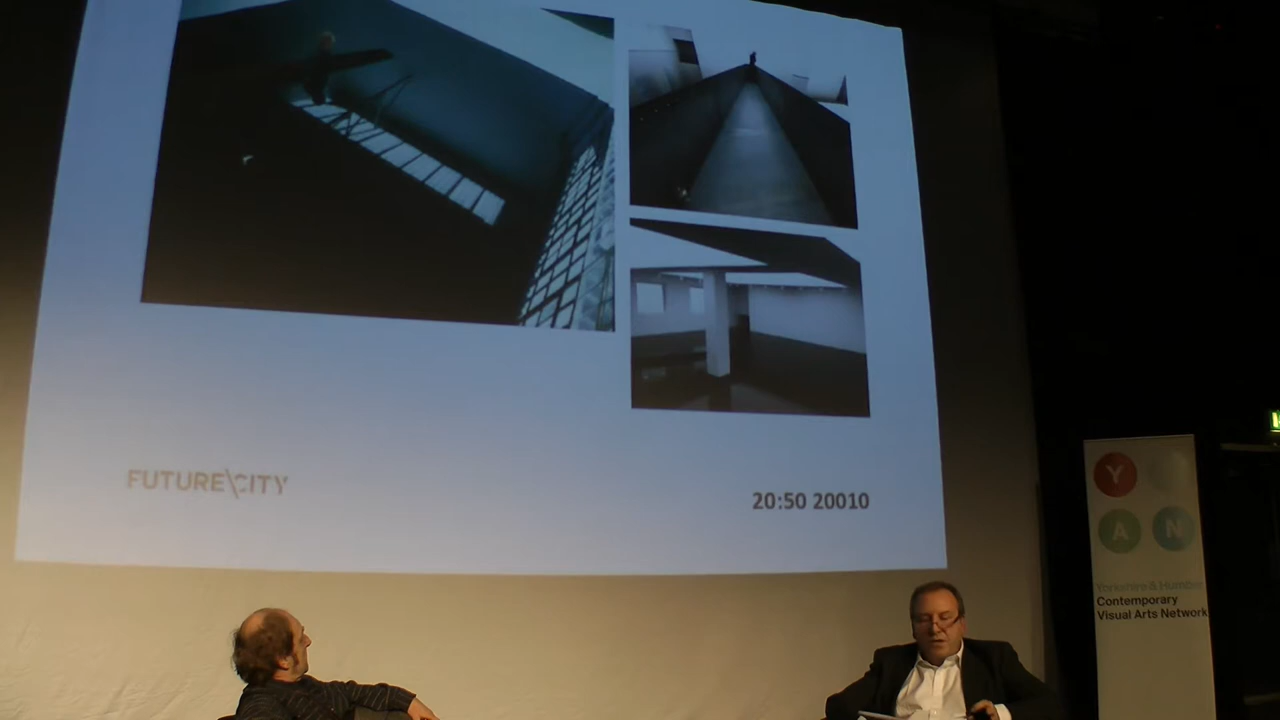 FUTURE\CITY
20:50 20010
Y
A N
Yorkshire & Humber
Contemporary
Visual Arts Network